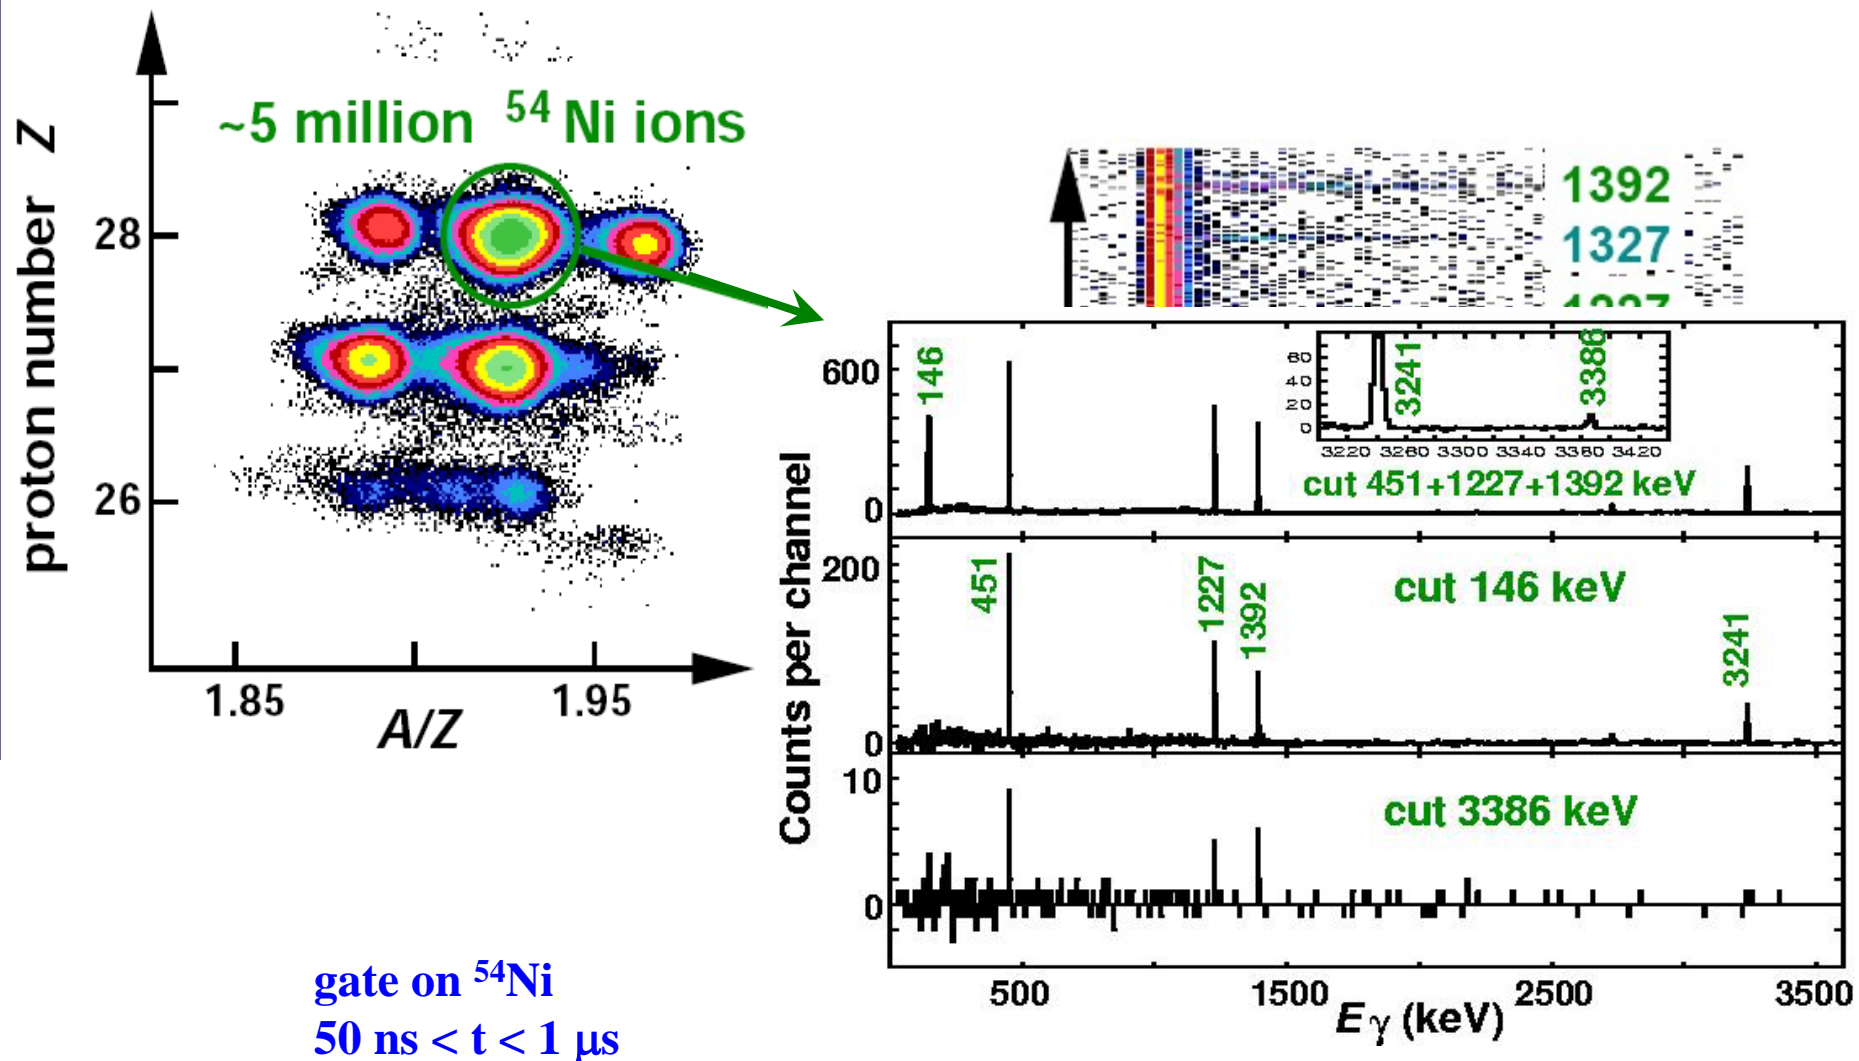 ~5 million 54 Ni ions
proton number Z
28
26
1.85
1.95
A/Z
1392
1327
1227
600
0
146
60
40
20
0
3241
3386
3220 3260 3300 3340 3380 3420
cut 451+1227+1392 keV
Counts per channel
200
0
451
1227
1392
cut 146 keV
3241
10
0
cut 3386 keV
500
1500
2500
3500
Eγ (keV)
gate on 54Ni
50 ns < t < 1 μs